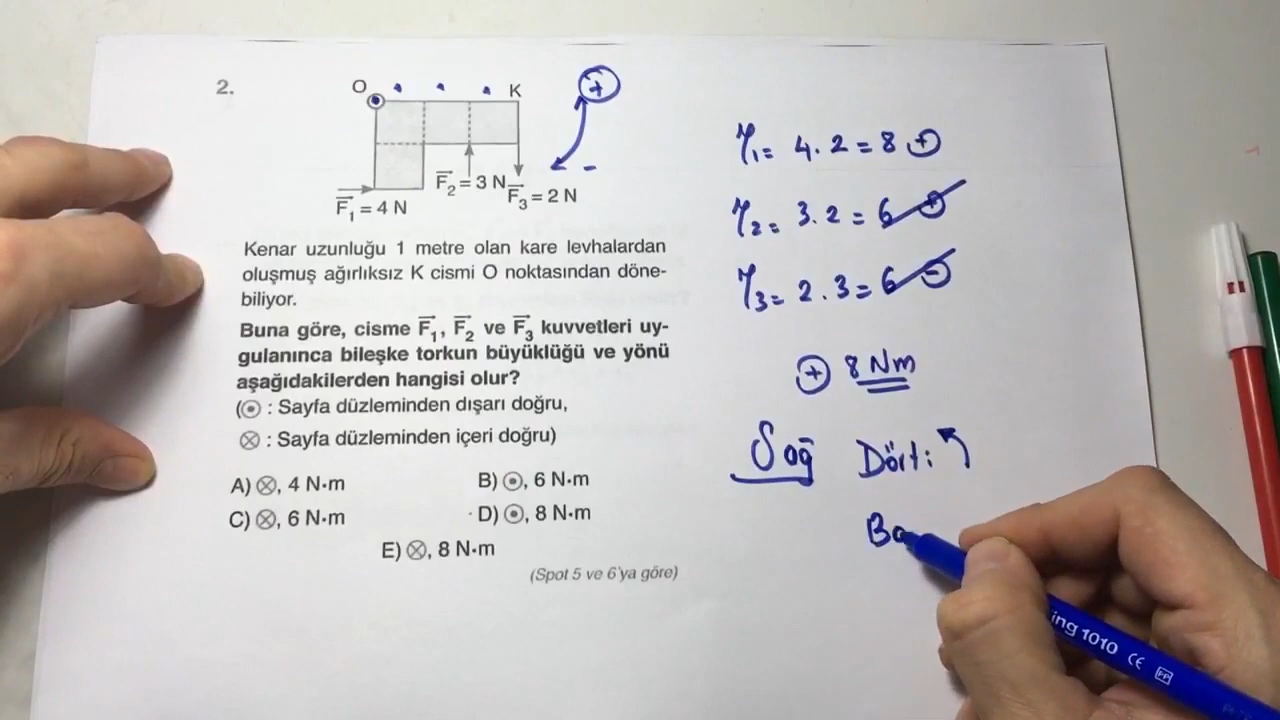 2.
O K
+
-
F₁ = 4 N
F₂ = 3 N
F₃ = 2 N
Kenar uzunluğu 1 metre olan kare levhalardan
oluşmuş ağırlıksız K cismi O noktasından döne-
biliyor.
Buna göre, cisme F₁, F₂ ve F₃ kuvvetleri uy-
gulanınca bileşke torkun büyüklüğü ve yönü
aşağıdakilerden hangisi olur?
(⊙ : Sayfa düzleminden dışarı doğru,
⊗ : Sayfa düzleminden içeri doğru)
A) ⊗, 4 N·m B) ⊙, 6 N·m
C) ⊗, 6 N·m D) ⊙, 8 N·m
E) ⊗, 8 N·m
(Spot 5 ve 6'ya göre)
τ₁ = 4.2 = 8 ⊕
τ₂ = 3.2 = 6 ⊕
τ₃ = 2.3 = 6 ⊖
⊕ 8 Nm
Sağ Dört:
Ba
ing 1010 CE